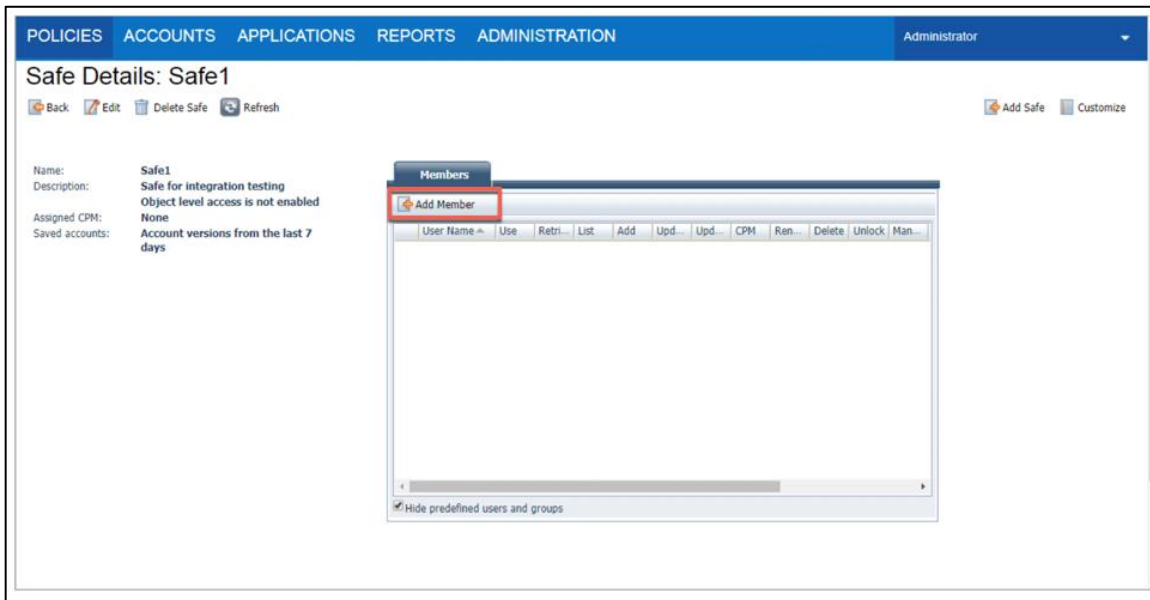 POLICIES ACCOUNTS APPLICATIONS REPORTS ADMINISTRATION Administrator
Safe Details: Safe1
Back Edit Delete Safe Refresh Add Safe Customize
Name: Safe1
Description: Safe for integration testing
Object level access is not enabled
Assigned CPM: None
Saved accounts: Account versions from the last 7
days
Members
Add Member
User Name Use Retri... List Add Upd... Upd... CPM Ren... Delete Unlock Man...
Hide predefined users and groups